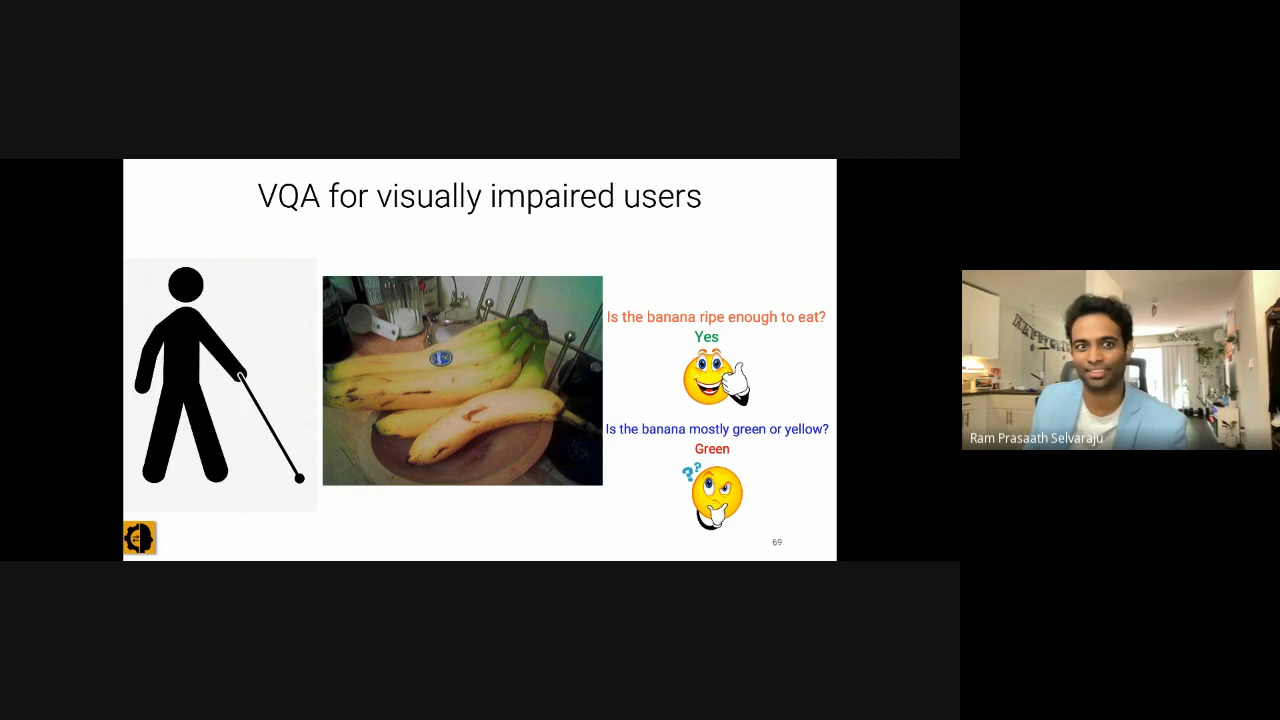 VQA for visually impaired users
Is the banana ripe enough to eat?
Yes
Is the banana mostly green or yellow?
Green
??
69
Ram Prasaath Selvaraju